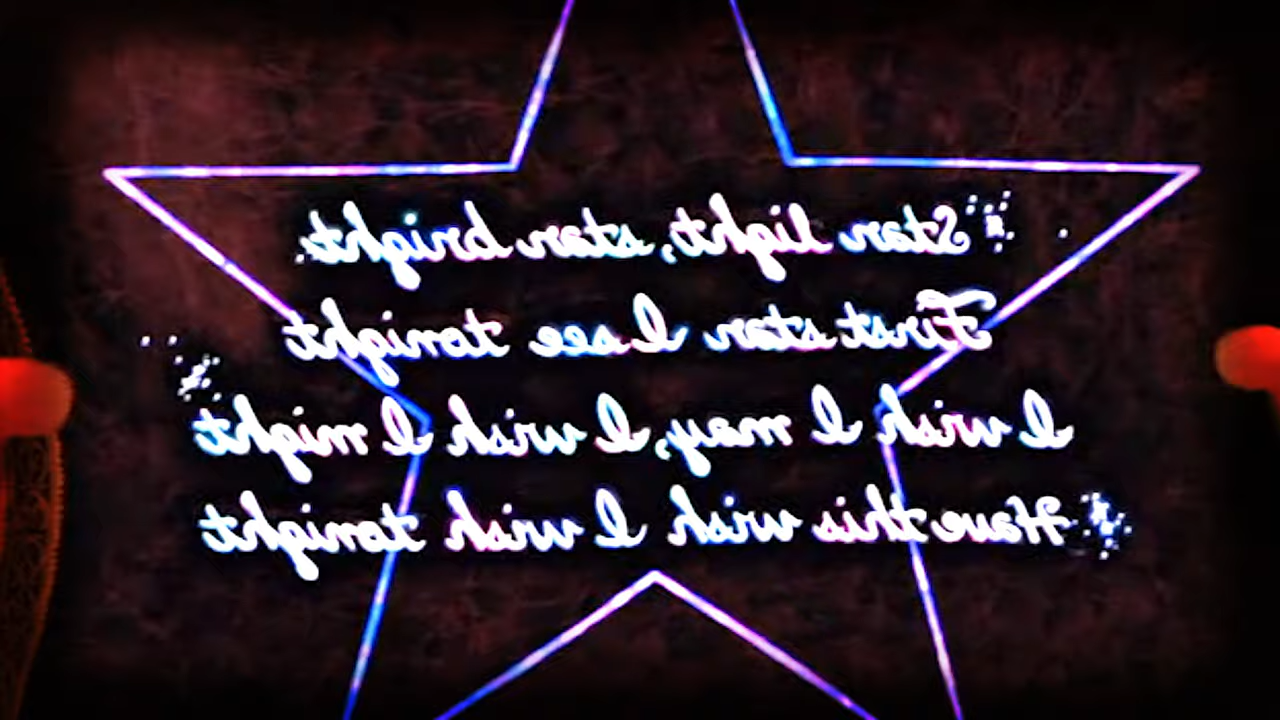 Star light, star bright
First star I see tonight
I wish I may, I wish I might
Have this wish I wish tonight